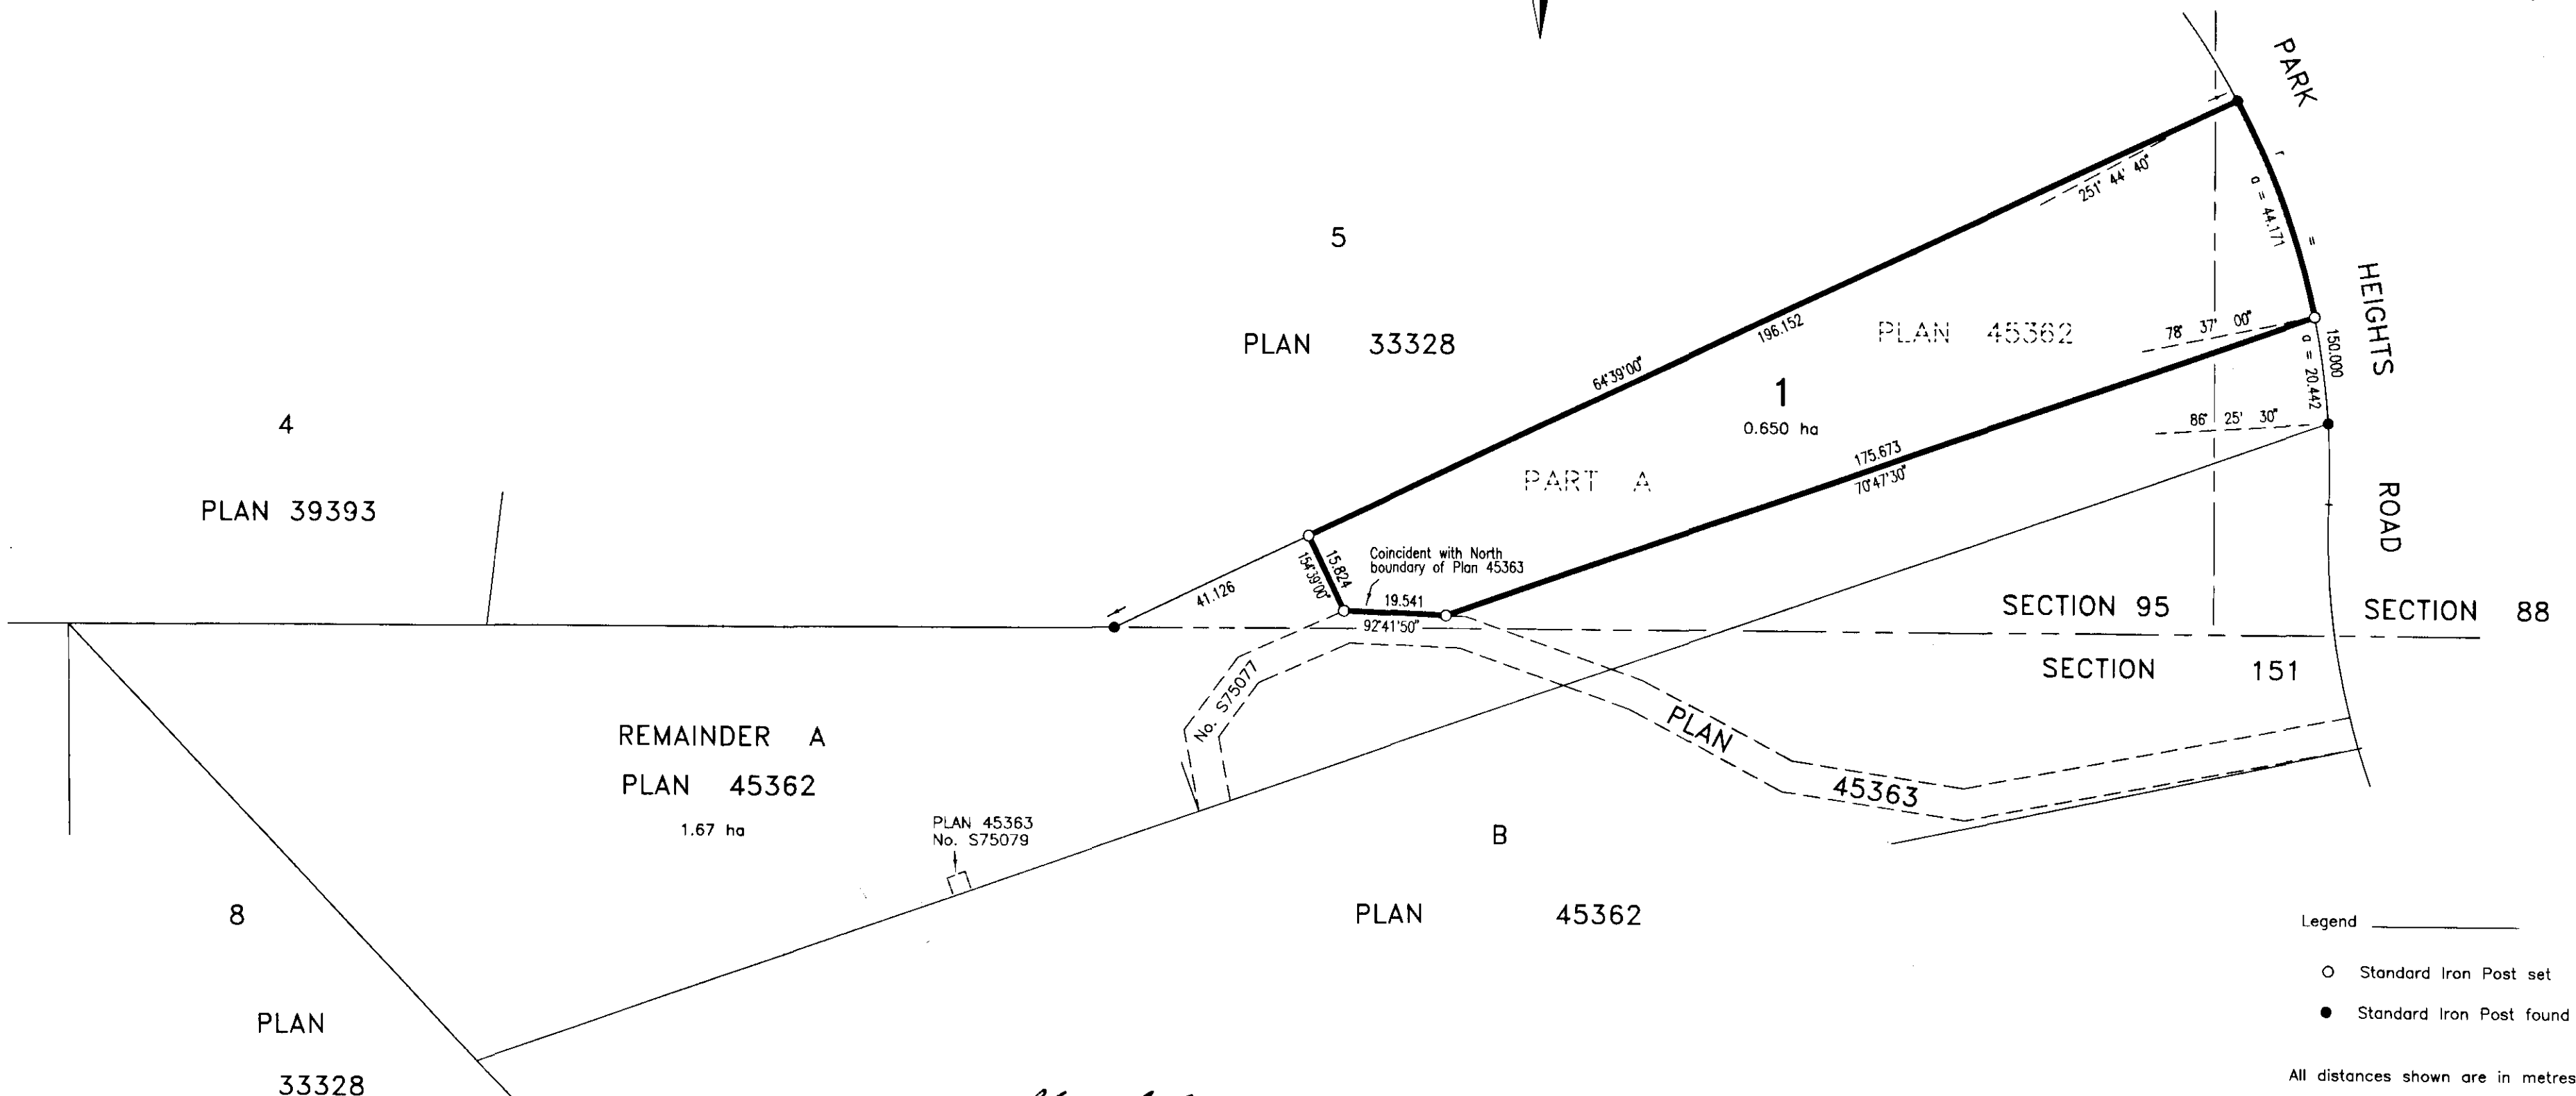 PARK
HEIGHTS
ROAD
r
=
150.000
a = 44.171
a = 20.442
251° 44' 40"
5
PLAN 33328
196.152
64°39'00"
PLAN 45362
78° 37' 00"
1
0.650 ha
86° 25' 30"
4
PLAN 39393
175.673
70°47'30"
PART A
Coincident with North
boundary of Plan 45363
15.824
154°39'00"
41.126
19.541
92°41'50"
SECTION 95
SECTION 88
SECTION 151
No. S75077
REMAINDER A
PLAN 45362
1.67 ha
PLAN
45363
PLAN 45363
No. S75079
B
PLAN 45362
8
PLAN
33328
Legend
Standard Iron Post set
Standard Iron Post found
All distances shown are in metres